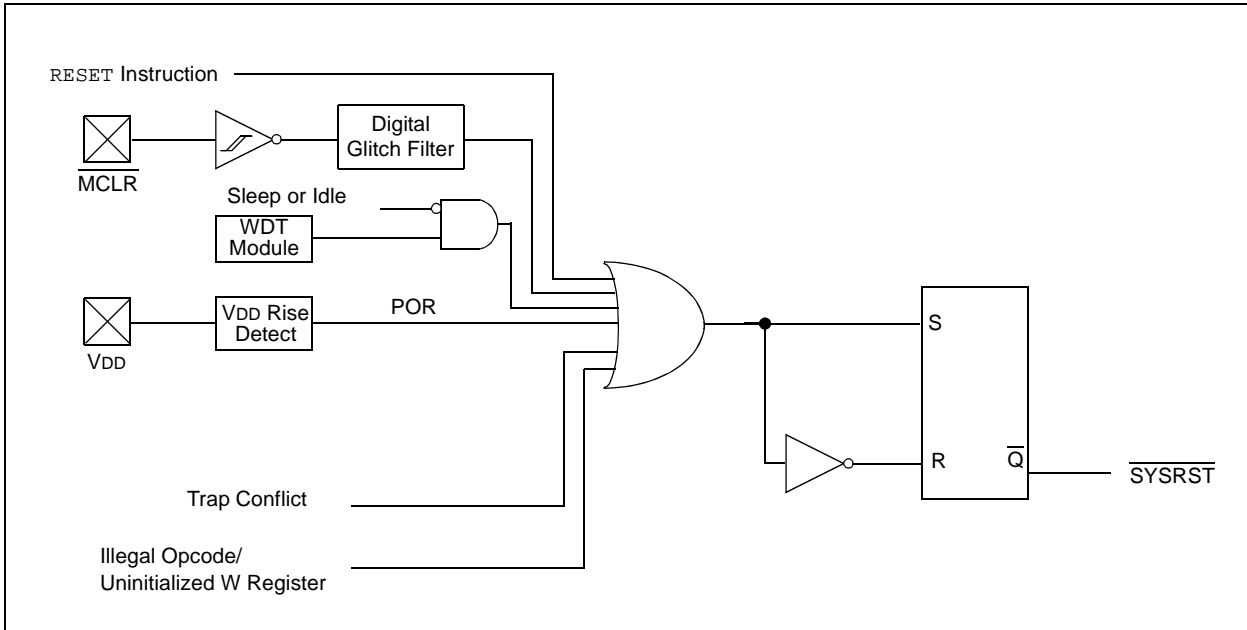 RESET Instruction
Digital
Glitch Filter
MCLR
Sleep or Idle
WDT
Module
VDD Rise
Detect
POR
VDD
S
R
Q
SYSRST
Trap Conflict
Illegal Opcode/
Uninitialized W Register